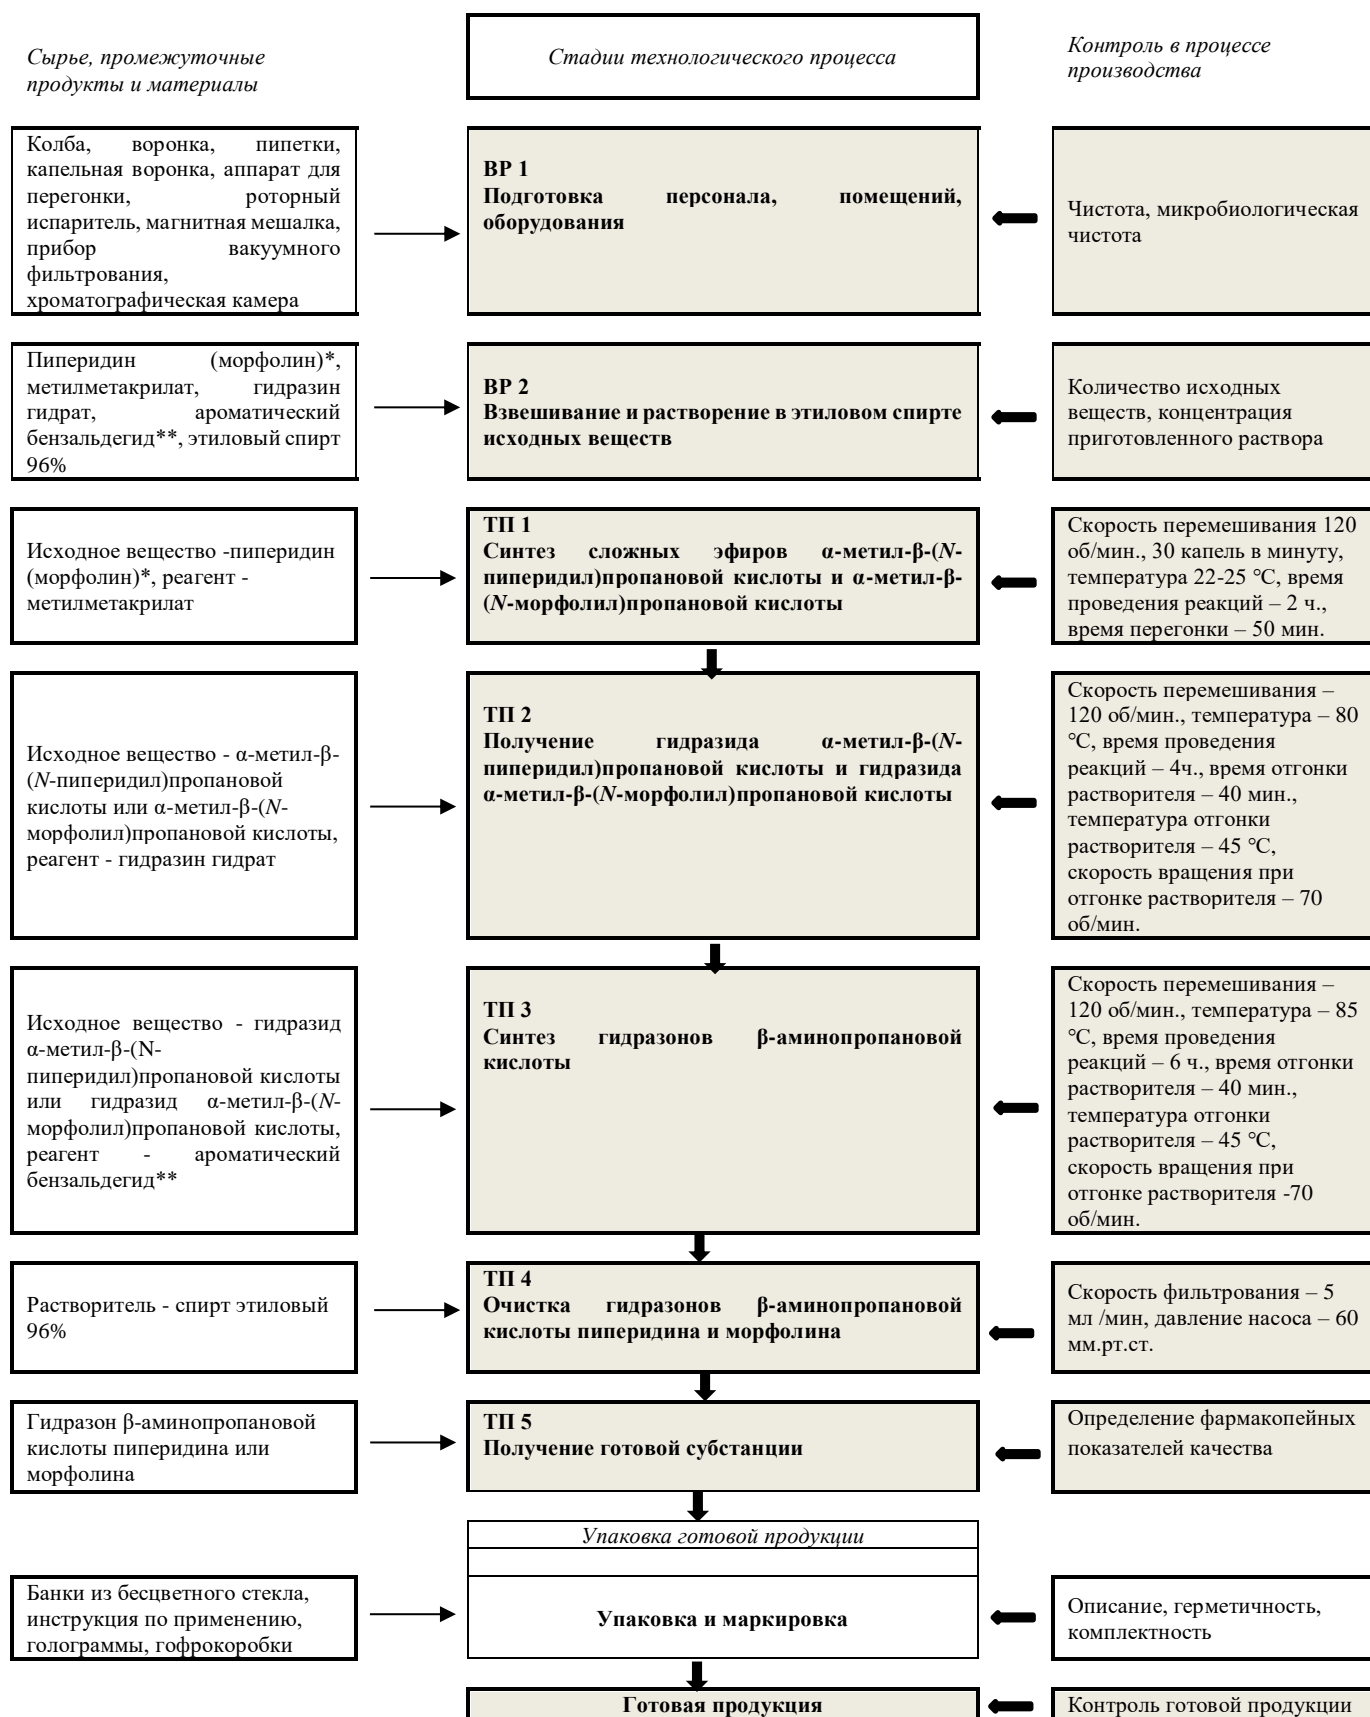 Сырье, промежуточные
продукты и материалы
Стадии технологического процесса
Контроль в процессе
производства
Колба, воронка, пипетки,
капельная воронка, аппарат для
перегонки, роторный
испаритель, магнитная мешалка,
прибор вакуумного
фильтрования,
хроматографическая камера
ВР 1
Подготовка персонала, помещений,
оборудования
Чистота, микробиологическая
чистота
Пиперидин (морфолин)*,
метилметакрилат, гидразин
гидрат, ароматический
бензальдегид**, этиловый спирт
96%
ВР 2
Взвешивание и растворение в этиловом спирте
исходных веществ
Количество исходных
веществ, концентрация
приготовленного раствора
Исходное вещество -пиперидин
(морфолин)*, реагент -
метилметакрилат
ТП 1
Синтез сложных эфиров α-метил-β-(N-
пиперидил)пропановой кислоты и α-метил-β-
(N-морфолил)пропановой кислоты
Скорость перемешивания 120
об/мин., 30 капель в минуту,
температура 22-25 °C, время
проведения реакций – 2 ч.,
время перегонки – 50 мин.
Исходное вещество - α-метил-β-
(N-пиперидил)пропановой
кислоты или α-метил-β-(N-
морфолил)пропановой кислоты,
реагент - гидразин гидрат
ТП 2
Получение гидразида α-метил-β-(N-
пиперидил)пропановой кислоты и гидразида
α-метил-β-(N-морфолил)пропановой кислоты
Скорость перемешивания –
120 об/мин., температура – 80
°C, время проведения
реакций – 4ч., время отгонки
растворителя – 40 мин.,
температура отгонки
растворителя – 45 °C,
скорость вращения при
отгонке растворителя – 70
об/мин.
Исходное вещество - гидразид
α-метил-β-(N-
пиперидил)пропановой кислоты
или гидразид α-метил-β-(N-
морфолил)пропановой кислоты,
реагент - ароматический
бензальдегид**
ТП 3
Синтез гидразонов β-аминопропановой
кислоты
Скорость перемешивания –
120 об/мин., температура – 85
°C, время проведения
реакций – 6 ч., время отгонки
растворителя – 40 мин.,
температура отгонки
растворителя – 45 °C,
скорость вращения при
отгонке растворителя -70
об/мин.
Растворитель - спирт этиловый
96%
ТП 4
Очистка гидразонов β-аминопропановой
кислоты пиперидина и морфолина
Скорость фильтрования – 5
мл /мин, давление насоса – 60
мм.рт.ст.
Гидразон β-аминопропановой
кислоты пиперидина или
морфолина
ТП 5
Получение готовой субстанции
Определение фармакопейных
показателей качества
Упаковка готовой продукции
Банки из бесцветного стекла,
инструкция по применению,
голограммы, гофрокоробки
Упаковка и маркировка
Описание, герметичность,
комплектность
Готовая продукция
Контроль готовой продукции